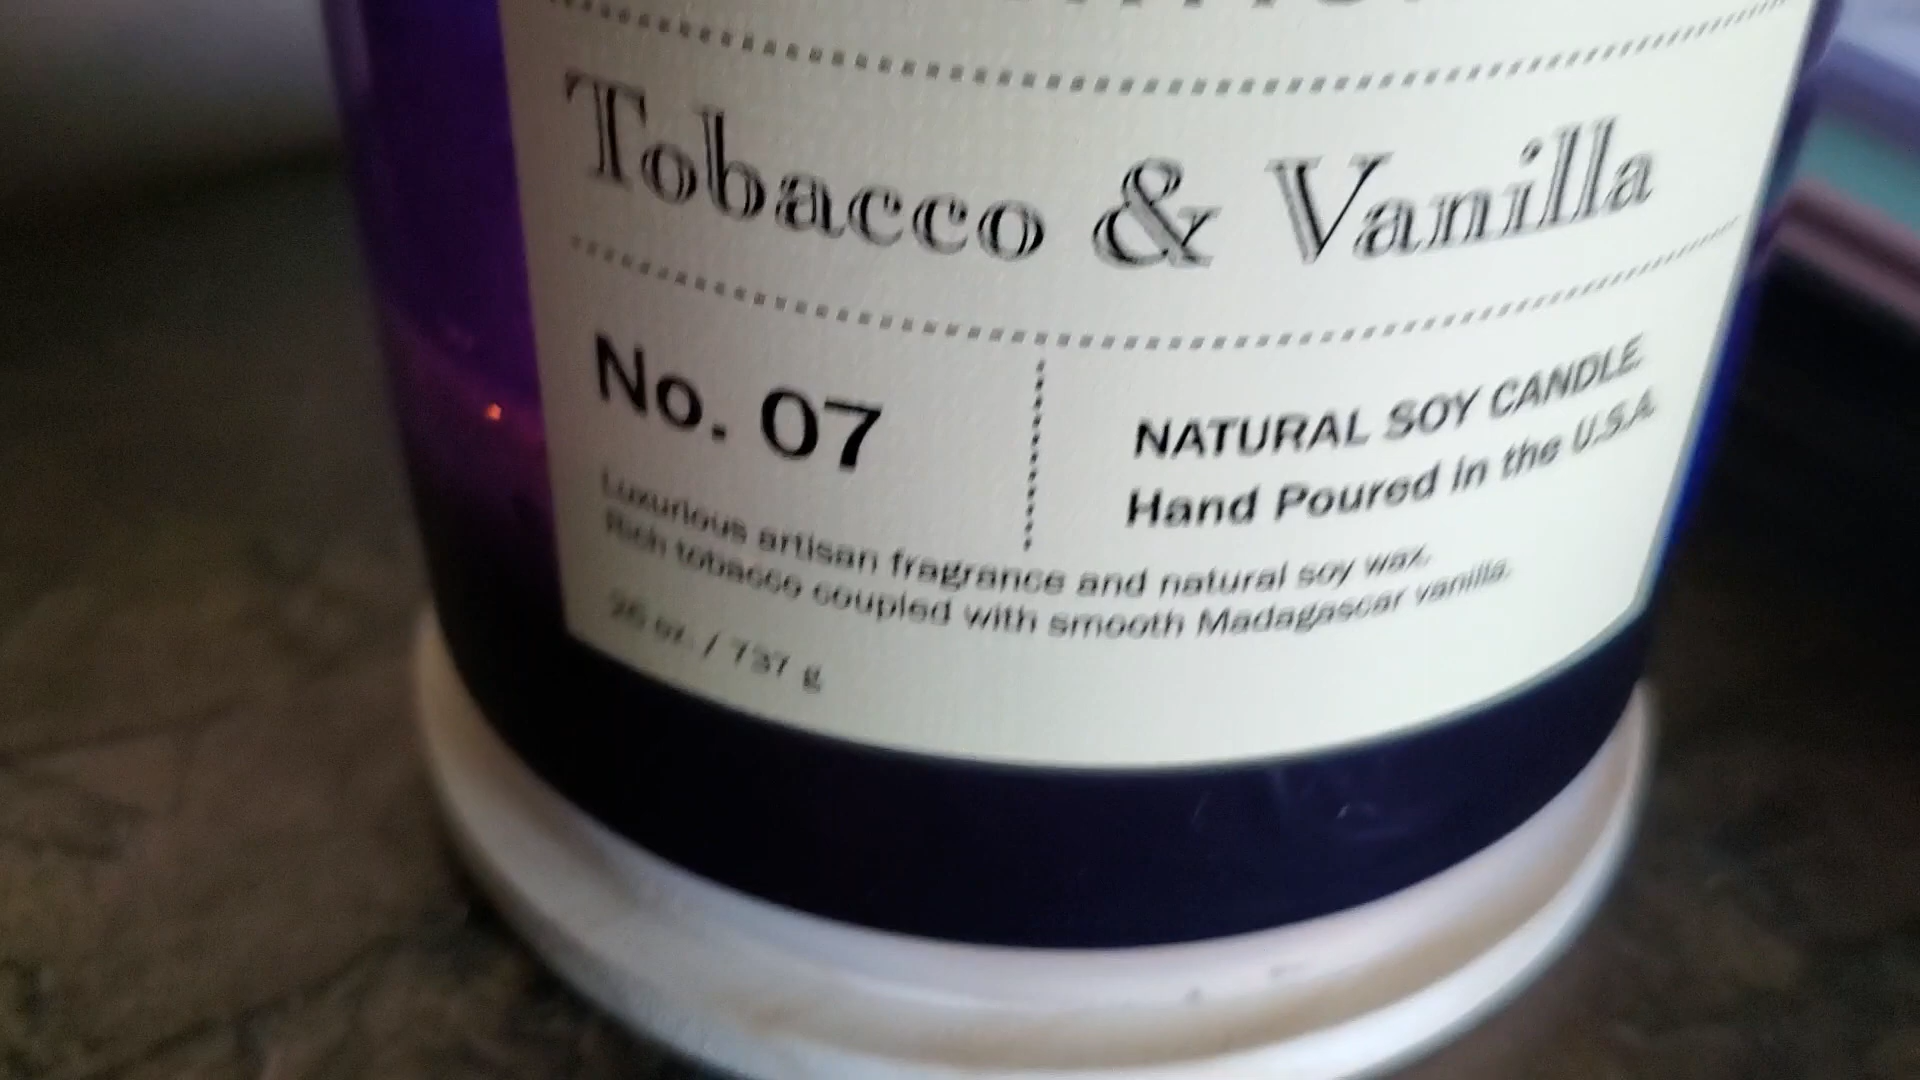 Tobacco & Vanilla
No. 07
NATURAL SOY CANDLE
Hand Poured in the U.S.A.
Luxurious artisan fragrance and natural soy wax.
Rich tobacco coupled with smooth Madagascar vanilla.
26 oz. / 737 g